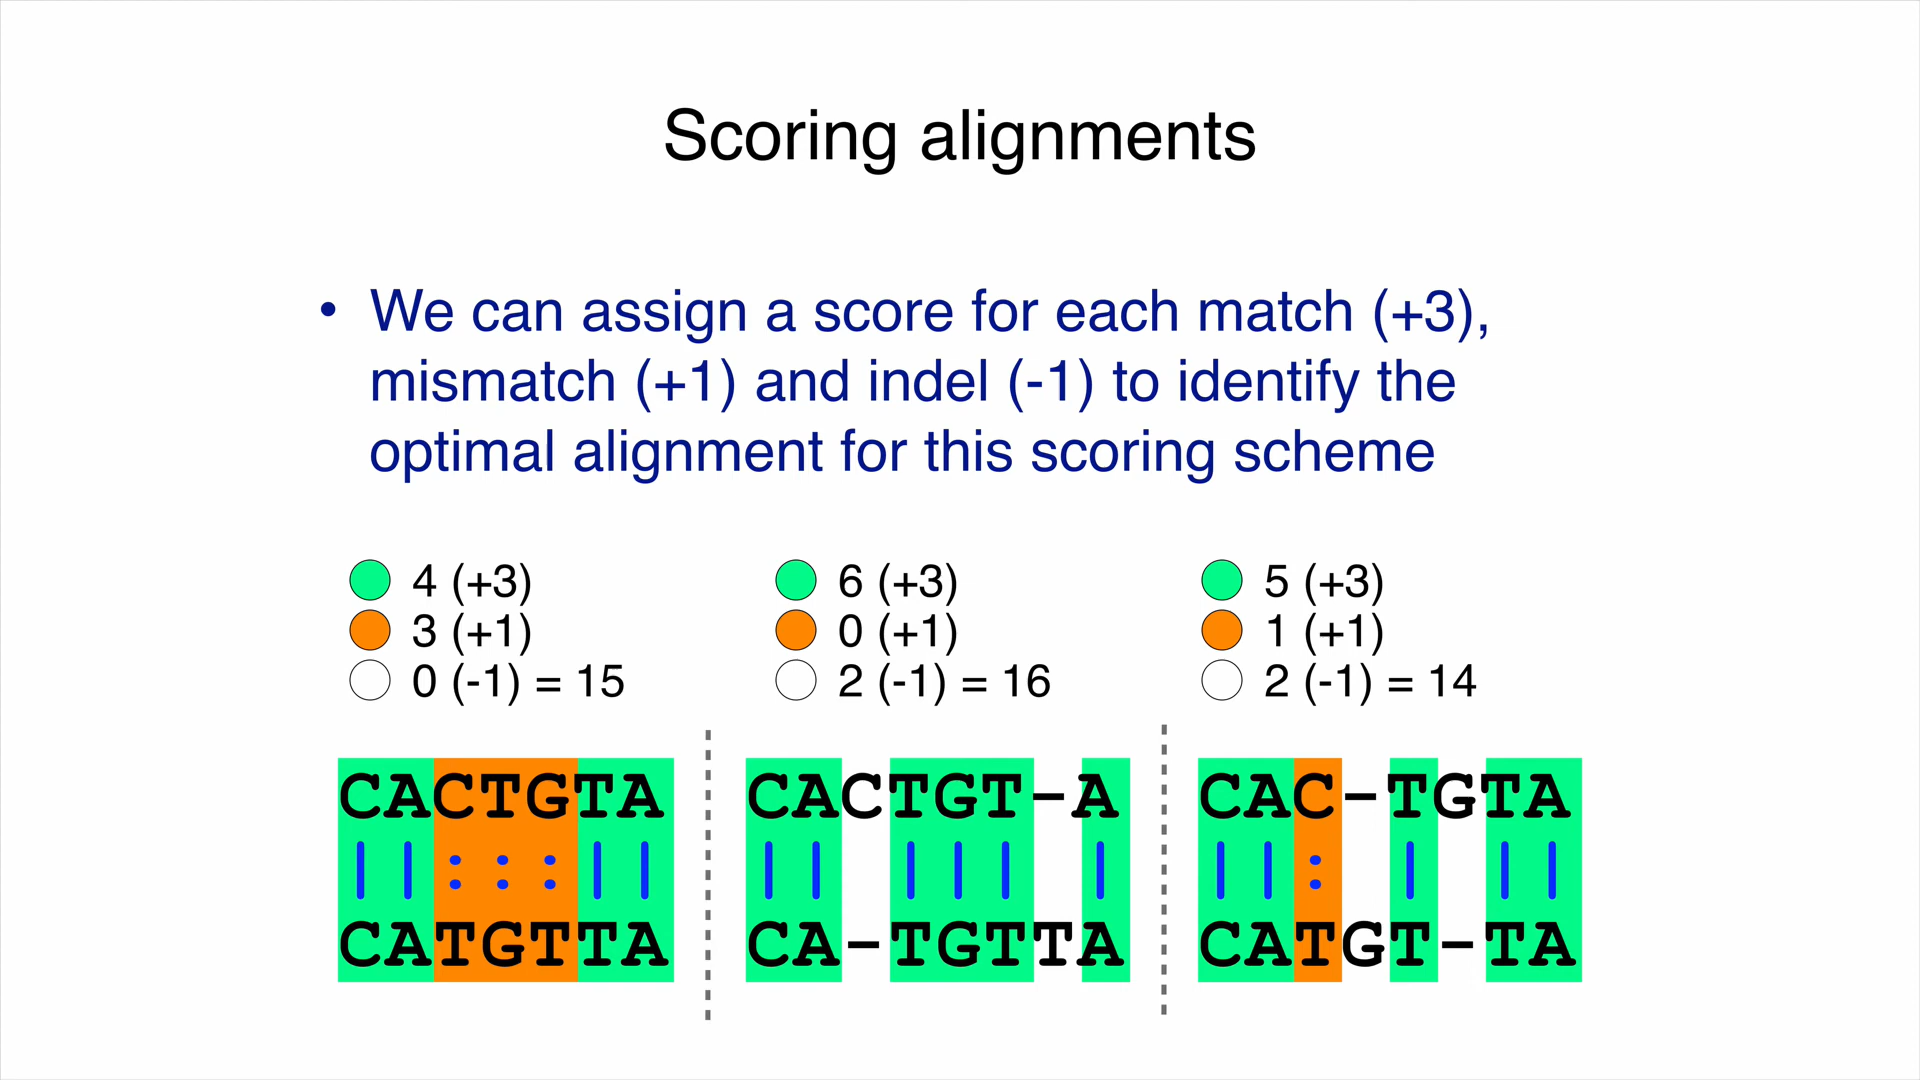 Scoring alignments
• We can assign a score for each match (+3),
mismatch (+1) and indel (-1) to identify the
optimal alignment for this scoring scheme
4 (+3)
3 (+1)
0 (-1) = 15
6 (+3)
0 (+1)
2 (-1) = 16
5 (+3)
1 (+1)
2 (-1) = 14
CACTGTA
||:::||
CATGTTA
CACTGT-A
|| ||| |
CA-TGTTA
CAC-TGTA
||: | ||
CATGT-TA